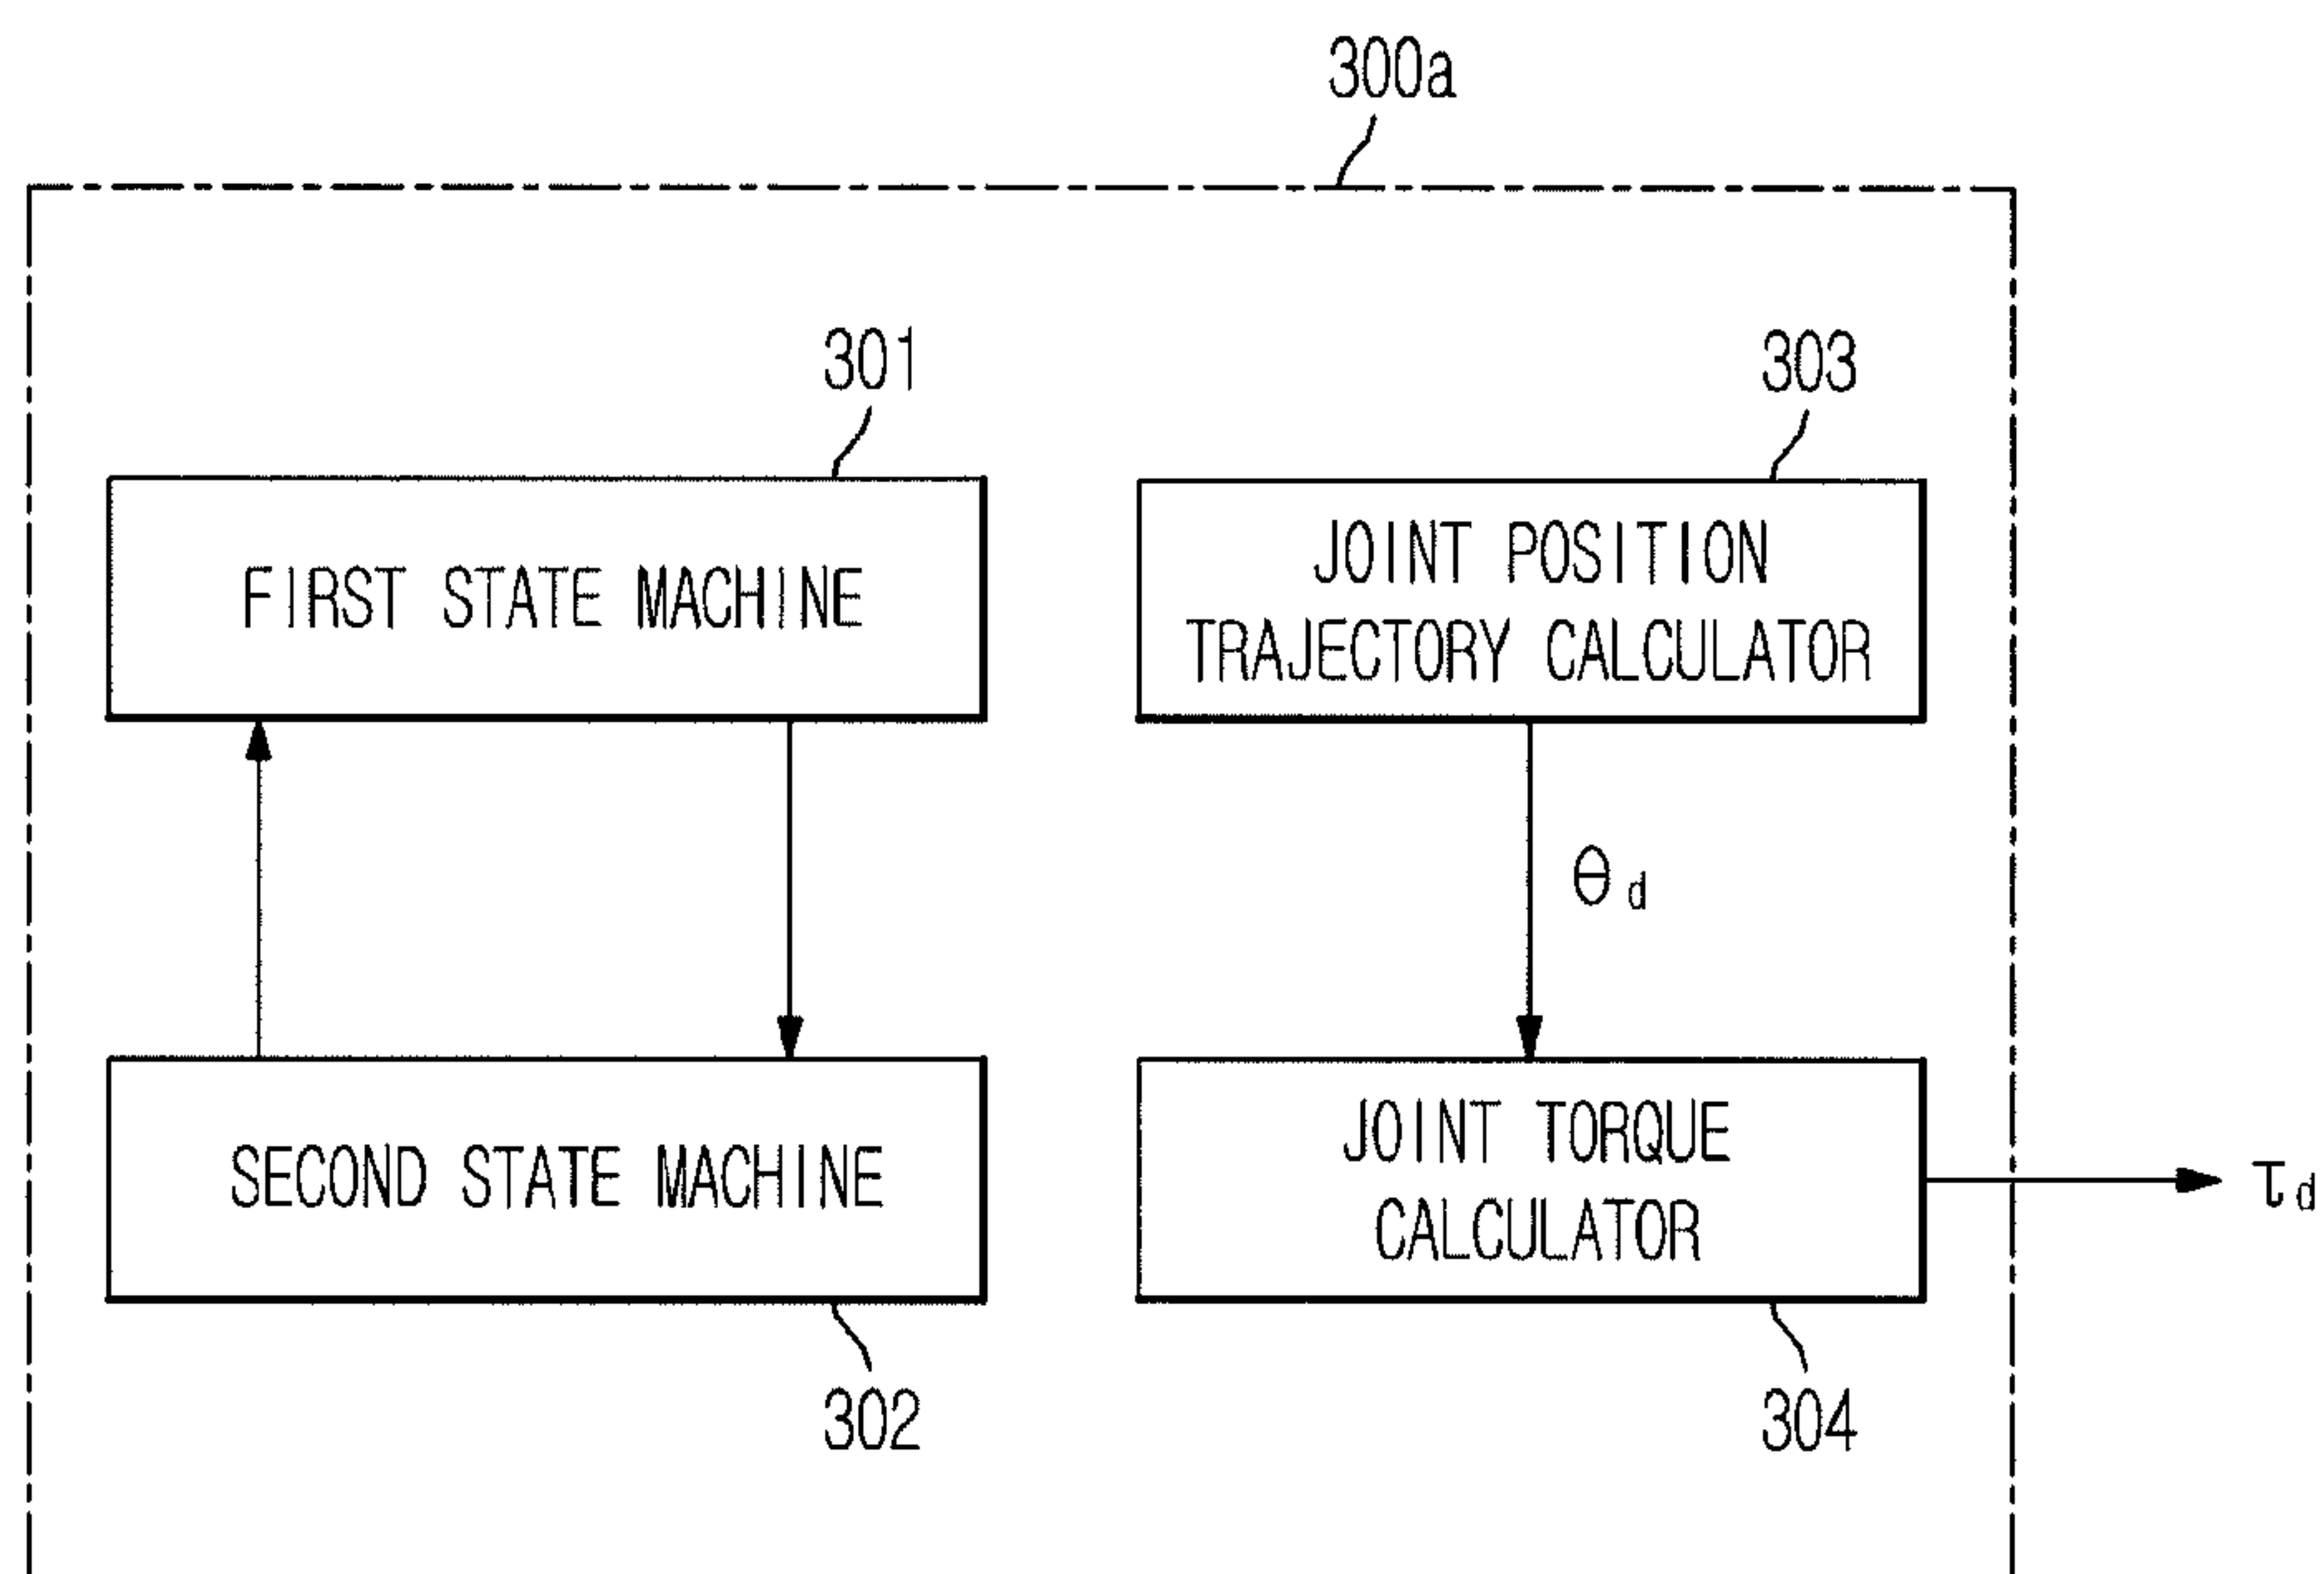 300a
301
303
FIRST STATE MACHINE
JOINT POSITION
TRAJECTORY CALCULATOR
θd
SECOND STATE MACHINE
JOINT TORQUE
CALCULATOR
τd
302
304